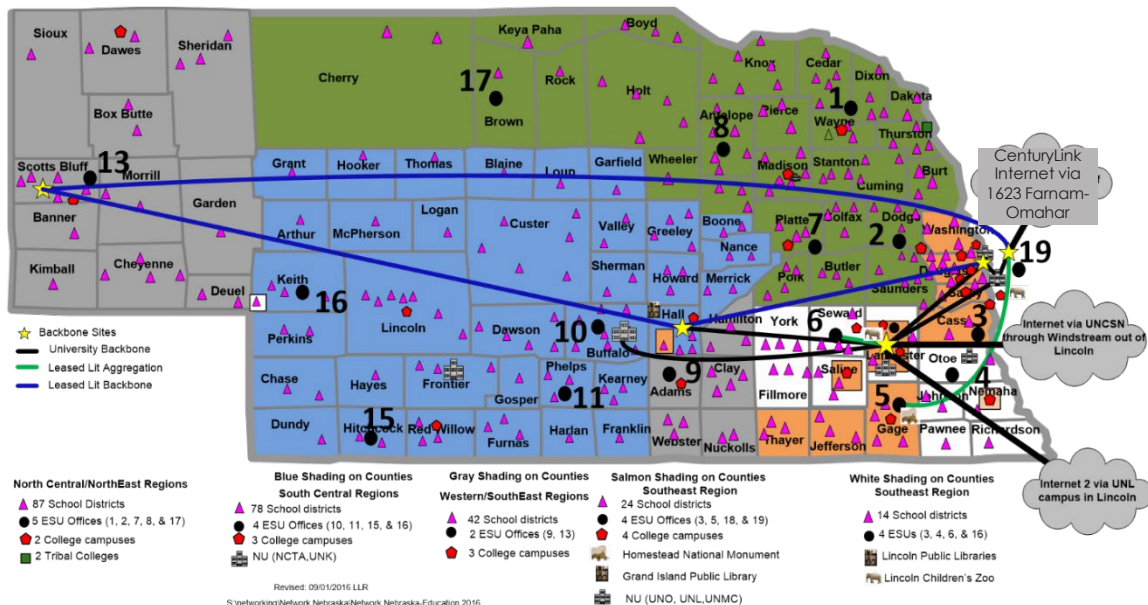 Sioux
Dawes
Sheridan
Cherry
Keya Paha
Boyd
Knox
Cedar
Dixon
Dakota
Box Butte
17
Brown
Rock
Holt
8
Antelope
Pierce
1
Wayne
Thurston
Scotts Bluff
13
Morrill
Grant
Hooker
Thomas
Blaine
Loup
Garfield
Wheeler
Madison
Stanton
Cuming
Burt
CenturyLink
Internet via
1623 Farnam-
Omahar
Banner
Garden
Arthur
McPherson
Logan
Custer
Valley
Greeley
Boone
Nance
Platte
7
Colfax
2
Dodge
Washington
Kimball
Cheyenne
Deuel
Keith
16
Lincoln
Sherman
Howard
Merrick
Polk
Butler
Saunders
19
Perkins
Dawson
10
Buffalo
Hall
Hamilton
York
6
Seward
Lancaster
Cass
3
Otoe
4
Internet via UNCSN
through Windstream out of
Lincoln
Backbone Sites
University Backbone
Leased Lit Aggregation
Leased Lit Backbone
Chase
Hayes
Frontier
Gosper
Phelps
11
Kearney
9
Adams
Clay
Fillmore
Saline
5
Gage
Johnson
Nemaha
Dundy
15
Hitchcock
Red Willow
Furnas
Harlan
Franklin
Webster
Nuckolls
Thayer
Jefferson
Pawnee
Richardson
Internet 2 via UNL
campus in Lincoln
North Central/NorthEast Regions
87 School Districts
5 ESU Offices (1, 2, 7, 8, & 17)
2 College campuses
2 Tribal Colleges
Blue Shading on Counties
South Central Regions
78 School districts
4 ESU Offices (10, 11, 15, & 16)
3 College campuses
NU (NCTA,UNK)
Gray Shading on Counties
Western/SouthEast Regions
42 School districts
2 ESU Offices (9, 13)
3 College campuses
Salmon Shading on Counties
Southeast Region
24 School districts
4 ESU Offices (3, 5, 18, & 19)
4 College campuses
Homestead National Monument
Grand Island Public Library
NU (UNO, UNL,UNMC)
White Shading on Counties
Southeast Region
14 School districts
4 ESUs (3, 4, 6, & 16)
Lincoln Public Libraries
Lincoln Children's Zoo
Revised: 09/01/2016 LLR
S:\networking\Network Nebraska\Network Nebraska-Education 2016